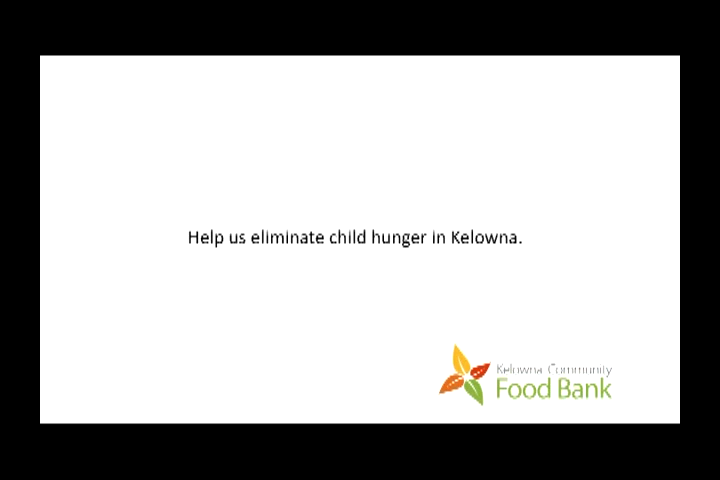 Help us eliminate child hunger in Kelowna.
Kelowna Community
Food Bank